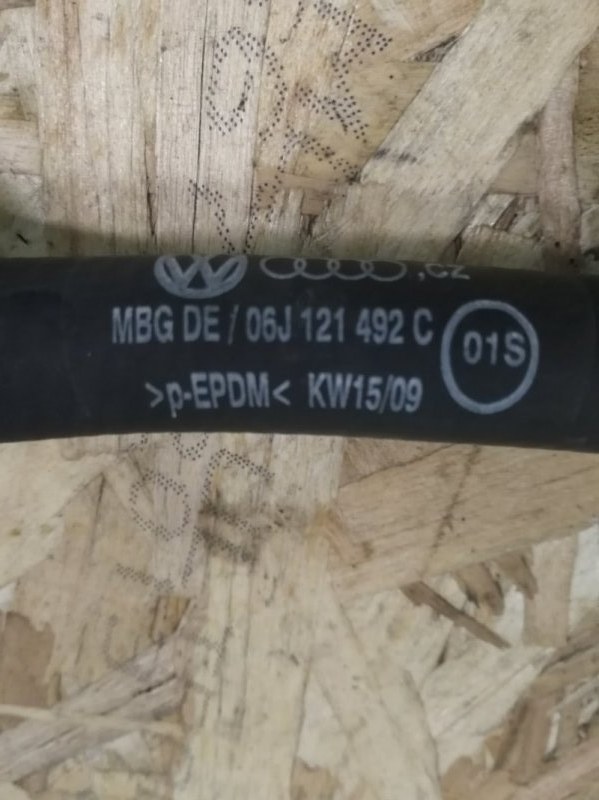 ,CZ
MBG DE / 06J 121 492 C
01S
>p-EPDM< KW15/09